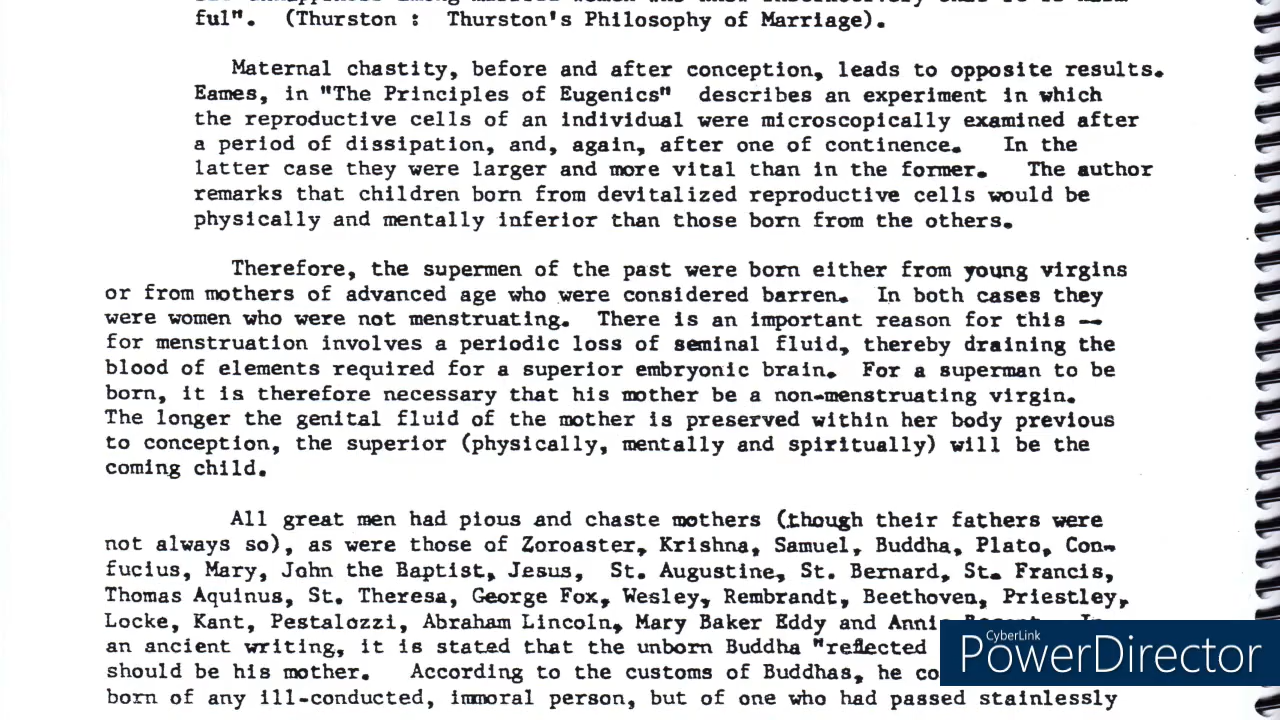 ful". (Thurston : Thurston's Philosophy of Marriage).
Maternal chastity, before and after conception, leads to opposite results.
Eames, in "The Principles of Eugenics" describes an experiment in which
the reproductive cells of an individual were microscopically examined after
a period of dissipation, and, again, after one of continence. In the
latter case they were larger and more vital than in the former. The author
remarks that children born from devitalized reproductive cells would be
physically and mentally inferior than those born from the others.
Therefore, the supermen of the past were born either from young virgins
or from mothers of advanced age who were considered barren. In both cases they
were women who were not menstruating. There is an important reason for this --
for menstruation involves a periodic loss of seminal fluid, thereby draining the
blood of elements required for a superior embryonic brain. For a superman to be
born, it is therefore necessary that his mother be a non-menstruating virgin.
The longer the genital fluid of the mother is preserved within her body previous
to conception, the superior (physically, mentally and spiritually) will be the
coming child.
All great men had pious and chaste mothers (though their fathers were
not always so), as were those of Zoroaster, Krishna, Samuel, Buddha, Plato, Con-
fucius, Mary, John the Baptist, Jesus, St. Augustine, St. Bernard, St. Francis,
Thomas Aquinus, St. Theresa, George Fox, Wesley, Rembrandt, Beethoven, Priestley,
Locke, Kant, Pestalozzi, Abraham Lincoln, Mary Baker Eddy and
an ancient writing, it is stated that the unborn Buddha "reflected
should be his mother. According to the customs of Buddhas, he
born of any ill-conducted, immoral person, but of one who had passed stainlessly
CyberLink
PowerDirector